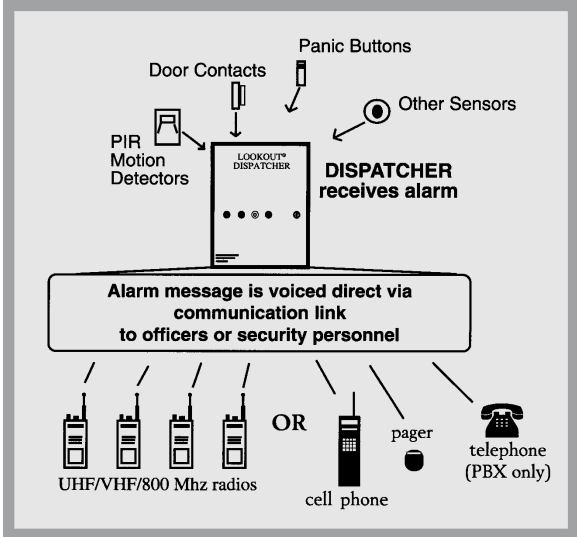 Panic Buttons
Door Contacts
Other Sensors
PIR
Motion
Detectors
LOOKOUT®
DISPATCHER
DISPATCHER
receives alarm
Alarm message is voiced direct via
communication link
to officers or security personnel
OR
pager
telephone
(PBX only)
UHF/VHF/800 Mhz radios
cell phone